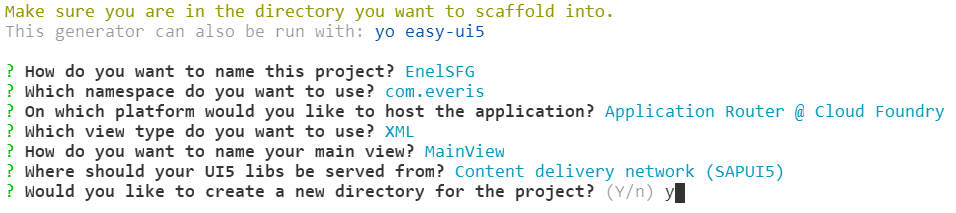 Make sure you are in the directory you want to scaffold into.
This generator can also be run with: yo easy-ui5
? How do you want to name this project? EnelSFG
? Which namespace do you want to use? com.everis
? On which platform would you like to host the application? Application Router @ Cloud Foundry
? Which view type do you want to use? XML
? How do you want to name your main view? MainView
? Where should your UI5 libs be served from? Content delivery network (SAPUI5)
? Would you like to create a new directory for the project? (Y/n) y